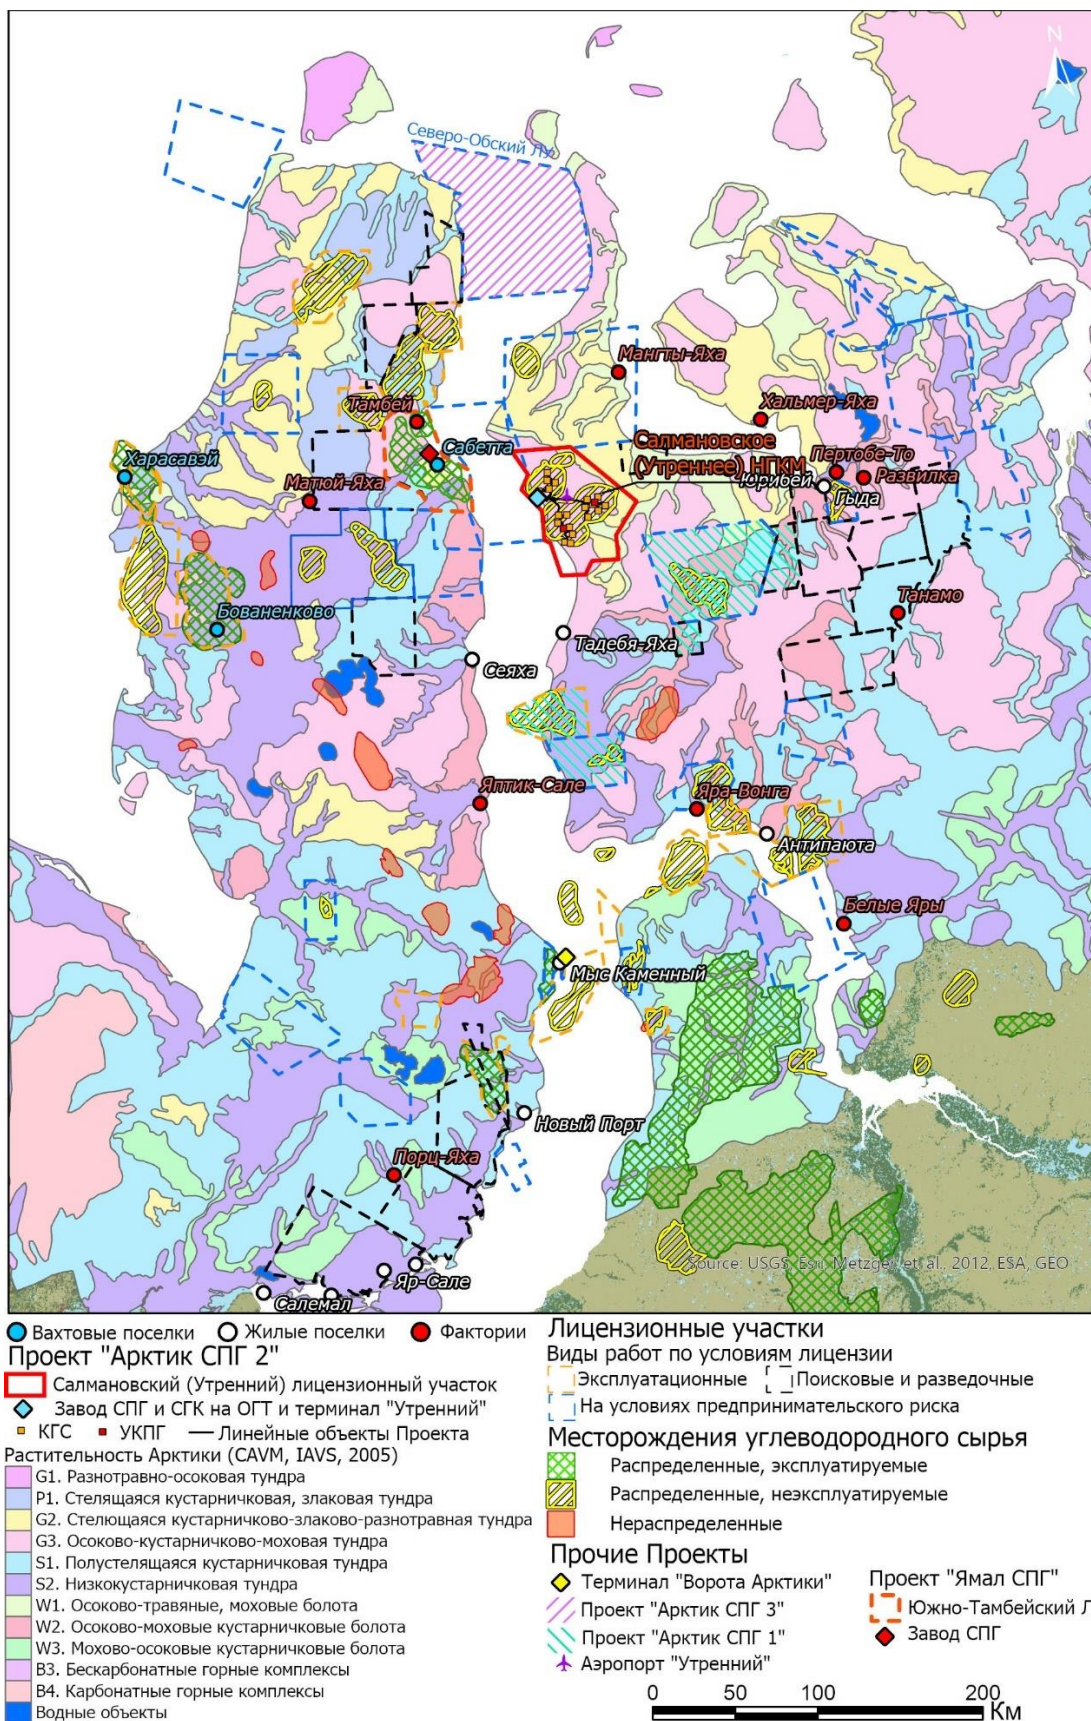 N
Северо-Обский ЛУ
Мангты-Яха
Хальмер-Яха
Тамбей
Салмановское
(Утреннее) НГКМ
Сабетта
Харасавэй
Матюй-Яха
Пертобе-То
Юрибей
Развилка
Гыда
Бованенково
Танамо
Тадебя-Яха
Сеяха
Яптик-Сале
Яра-Вонга
Антипаюта
Белые Яры
Мыс Каменный
Новый Порт
Порц-Яха
Яр-Сале
Салемал
Source: USGS, Esri, Metzger, et. al., 2012, ESA, GEO
Вахтовые поселки Жилые поселки Фактории
Проект "Арктик СПГ 2"
Салмановский (Утренний) лицензионный участок
Завод СПГ и СГК на ОГТ и терминал "Утренний"
КГС УКПГ Линейные объекты Проекта
Растительность Арктики (CAVM, IAVS, 2005)
G1. Разнотравно-осоковая тундра
P1. Стелящаяся кустарничковая, злаковая тундра
G2. Стелющаяся кустарничково-злаково-разнотравная тундра
G3. Осоково-кустарничково-моховая тундра
S1. Полустелящаяся кустарничковая тундра
S2. Низкокустарничковая тундра
W1. Осоково-травяные, моховые болота
W2. Осоково-моховые кустарничковые болота
W3. Мохово-осоковые кустарничковые болота
B3. Бескарбонатные горные комплексы
B4. Карбонатные горные комплексы
Водные объекты
Лицензионные участки
Виды работ по условиям лицензии
Эксплуатационные Поисковые и разведочные
На условиях предпринимательского риска
Месторождения углеводородного сырья
Распределенные, эксплуатируемые
Распределенные, неэксплуатируемые
Нераспределенные
Прочие Проекты
Терминал "Ворота Арктики"
Проект "Арктик СПГ 3"
Проект "Арктик СПГ 1"
Аэропорт "Утренний"
Проект "Ямал СПГ"
Южно-Тамбейский Л
Завод СПГ
0 50 100 200
Км